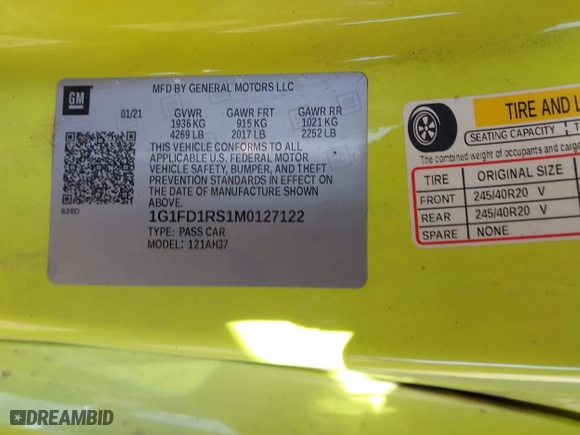 GM
MFD BY GENERAL MOTORS LLC
01/21 GVWR GAWR FRT GAWR RR
1936 KG 915 KG 1021 KG
4269 LB 2017 LB 2252 LB
THIS VEHICLE CONFORMS TO ALL
APPLICABLE U.S. FEDERAL MOTOR
VEHICLE SAFETY, BUMPER, AND THEFT
PREVENTION STANDARDS IN EFFECT ON
THE DATE OF MANUFACTURE SHOWN
ABOVE.
628D
1G1FD1RS1M0127122
TYPE: PASS CAR
MODEL: 121AH37
TIRE AND L
SEATING CAPACITY T
The combined weight of occupants and cargo
TIRE ORIGINAL SIZE
FRONT 245/40R20 V
REAR 245/40R20 V
SPARE NONE
DREAMBID